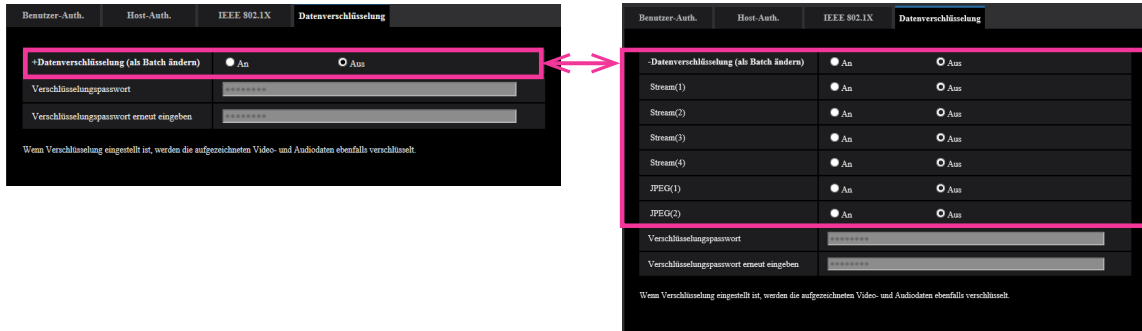 Benutzer-Auth. Host-Auth. IEEE 802.1X Datenverschlüsselung
+Datenverschlüsselung (als Batch ändern) An Aus
Verschlüsselungspasswort ••••••••
Verschlüsselungspasswort erneut eingeben ••••••••
Wenn Verschlüsselung eingestellt ist, werden die aufgezeichneten Video- und Audiodaten ebenfalls verschlüsselt.
Benutzer-Auth. Host-Auth. IEEE 802.1X Datenverschlüsselung
-Datenverschlüsselung (als Batch ändern) An Aus
Stream(1) An Aus
Stream(2) An Aus
Stream(3) An Aus
Stream(4) An Aus
JPEG(1) An Aus
JPEG(2) An Aus
Verschlüsselungspasswort ••••••••
Verschlüsselungspasswort erneut eingeben ••••••••
Wenn Verschlüsselung eingestellt ist, werden die aufgezeichneten Video- und Audiodaten ebenfalls verschlüsselt.